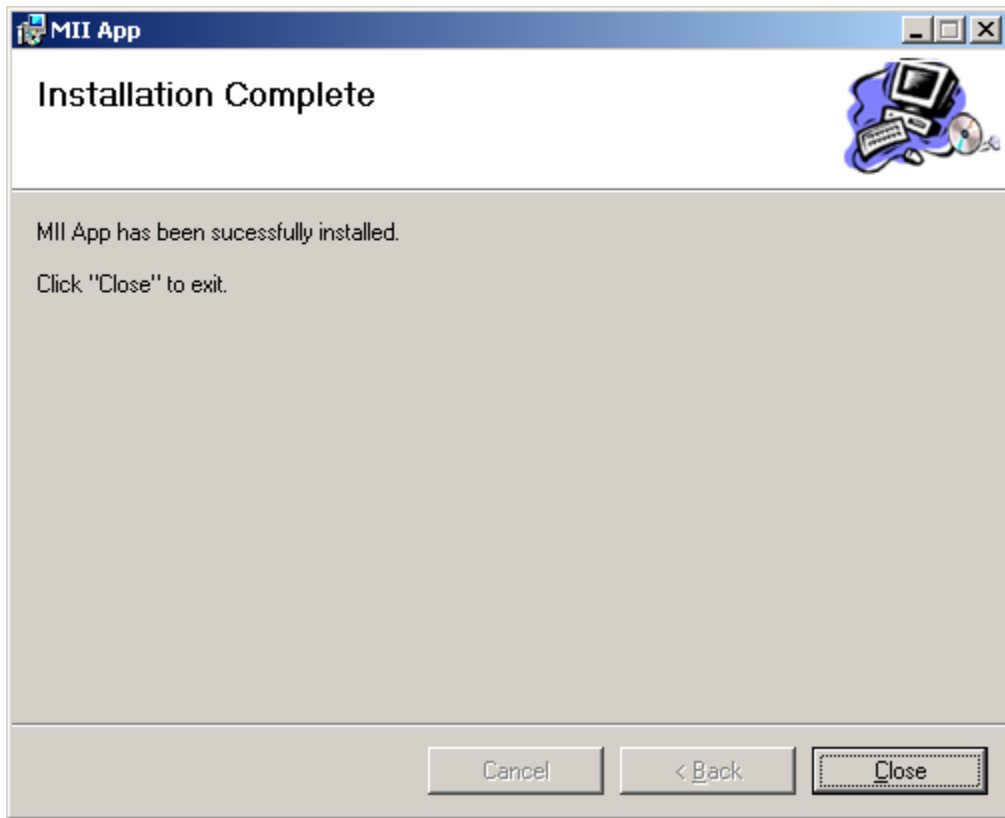 MII App
Installation Complete
MII App has been sucessfully installed.
Click "Close" to exit.
Cancel
< Back
Close